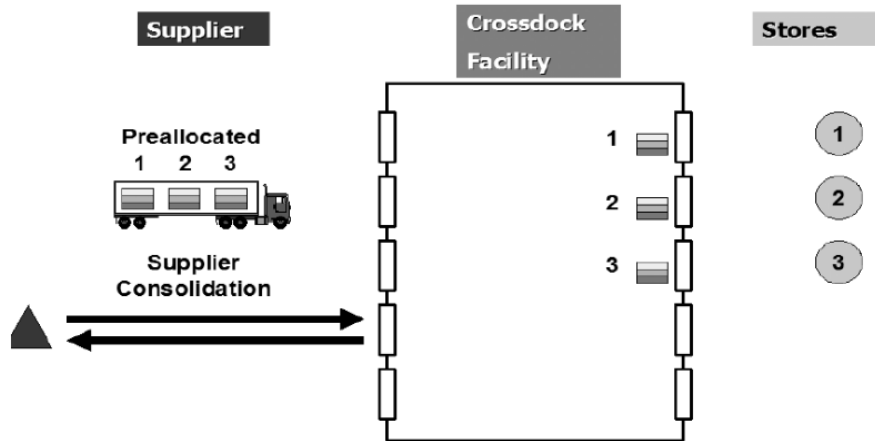 Supplier
Crossdock
Facility
Stores
Preallocated
1 2 3
Supplier
Consolidation
1
2
3
1
2
3